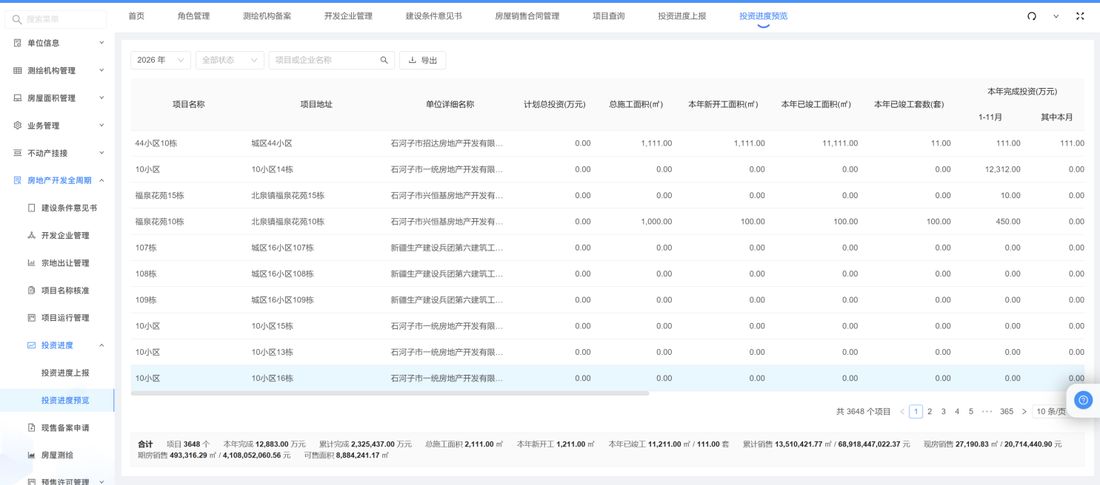 搜索菜单
首页 角色管理 测绘机构备案 开发企业管理 建设条件意见书 房屋销售合同管理 项目查询 投资进度上报 投资进度预览
单位信息
测绘机构管理
房屋面积管理
业务管理
不动产挂接
房地产开发全周期
建设条件意见书
开发企业管理
宗地出让管理
项目名称核准
项目运行管理
投资进度
投资进度上报
投资进度预览
现售备案申请
房屋测绘
预售许可管理
2026 年 全部状态 项目或企业名称 导出
项目名称 项目地址 单位详细名称 计划总投资(万元) 总施工面积(㎡) 本年新开工面积(㎡) 本年已竣工面积(㎡) 本年已竣工套数(套) 本年完成投资(万元)
1-11月 其中本月
44小区10栋 城区44小区 石河子市招达房地产开发有限... 0.00 1,111.00 1,111.00 11,111.00 11.00 111.00 111.00
10小区 10小区14栋 石河子市一统房地产开发有限... 0.00 0.00 0.00 0.00 0.00 12,312.00 0.00
福泉花苑15栋 北泉镇福泉花苑15栋 石河子市兴恒基房地产开发有... 0.00 0.00 0.00 0.00 0.00 10.00 0.00
福泉花苑10栋 北泉镇福泉花苑10栋 石河子市兴恒基房地产开发有... 0.00 1,000.00 100.00 100.00 100.00 450.00 0.00
107栋 城区16小区107栋 新疆生产建设兵团第六建筑工... 0.00 0.00 0.00 0.00 0.00 0.00 0.00
108栋 城区16小区108栋 新疆生产建设兵团第六建筑工... 0.00 0.00 0.00 0.00 0.00 0.00 0.00
109栋 城区16小区109栋 新疆生产建设兵团第六建筑工... 0.00 0.00 0.00 0.00 0.00 0.00 0.00
10小区 10小区15栋 石河子市一统房地产开发有限... 0.00 0.00 0.00 0.00 0.00 0.00 0.00
10小区 10小区13栋 石河子市一统房地产开发有限... 0.00 0.00 0.00 0.00 0.00 0.00 0.00
10小区 10小区16栋 石河子市一统房地产开发有限... 0.00 0.00 0.00 0.00 0.00 0.00 0.00
共 3648 个项目 1 2 3 4 5 ··· 365 10 条/页
合计 项目 3648 个 本年完成 12,883.00 万元 累计完成 2,325,437.00 万元 总施工面积 2,111.00 ㎡ 本年新开工 1,211.00 ㎡ 本年已竣工 11,211.00 ㎡ / 111.00 套 累计销售 13,510,421.77 ㎡ / 68,918,447,022.37 元 现房销售 27,190.83 ㎡ / 20,714,440.90 元
期房销售 493,316.29 ㎡ / 4,108,052,060.56 元 可售面积 8,884,241.17 ㎡